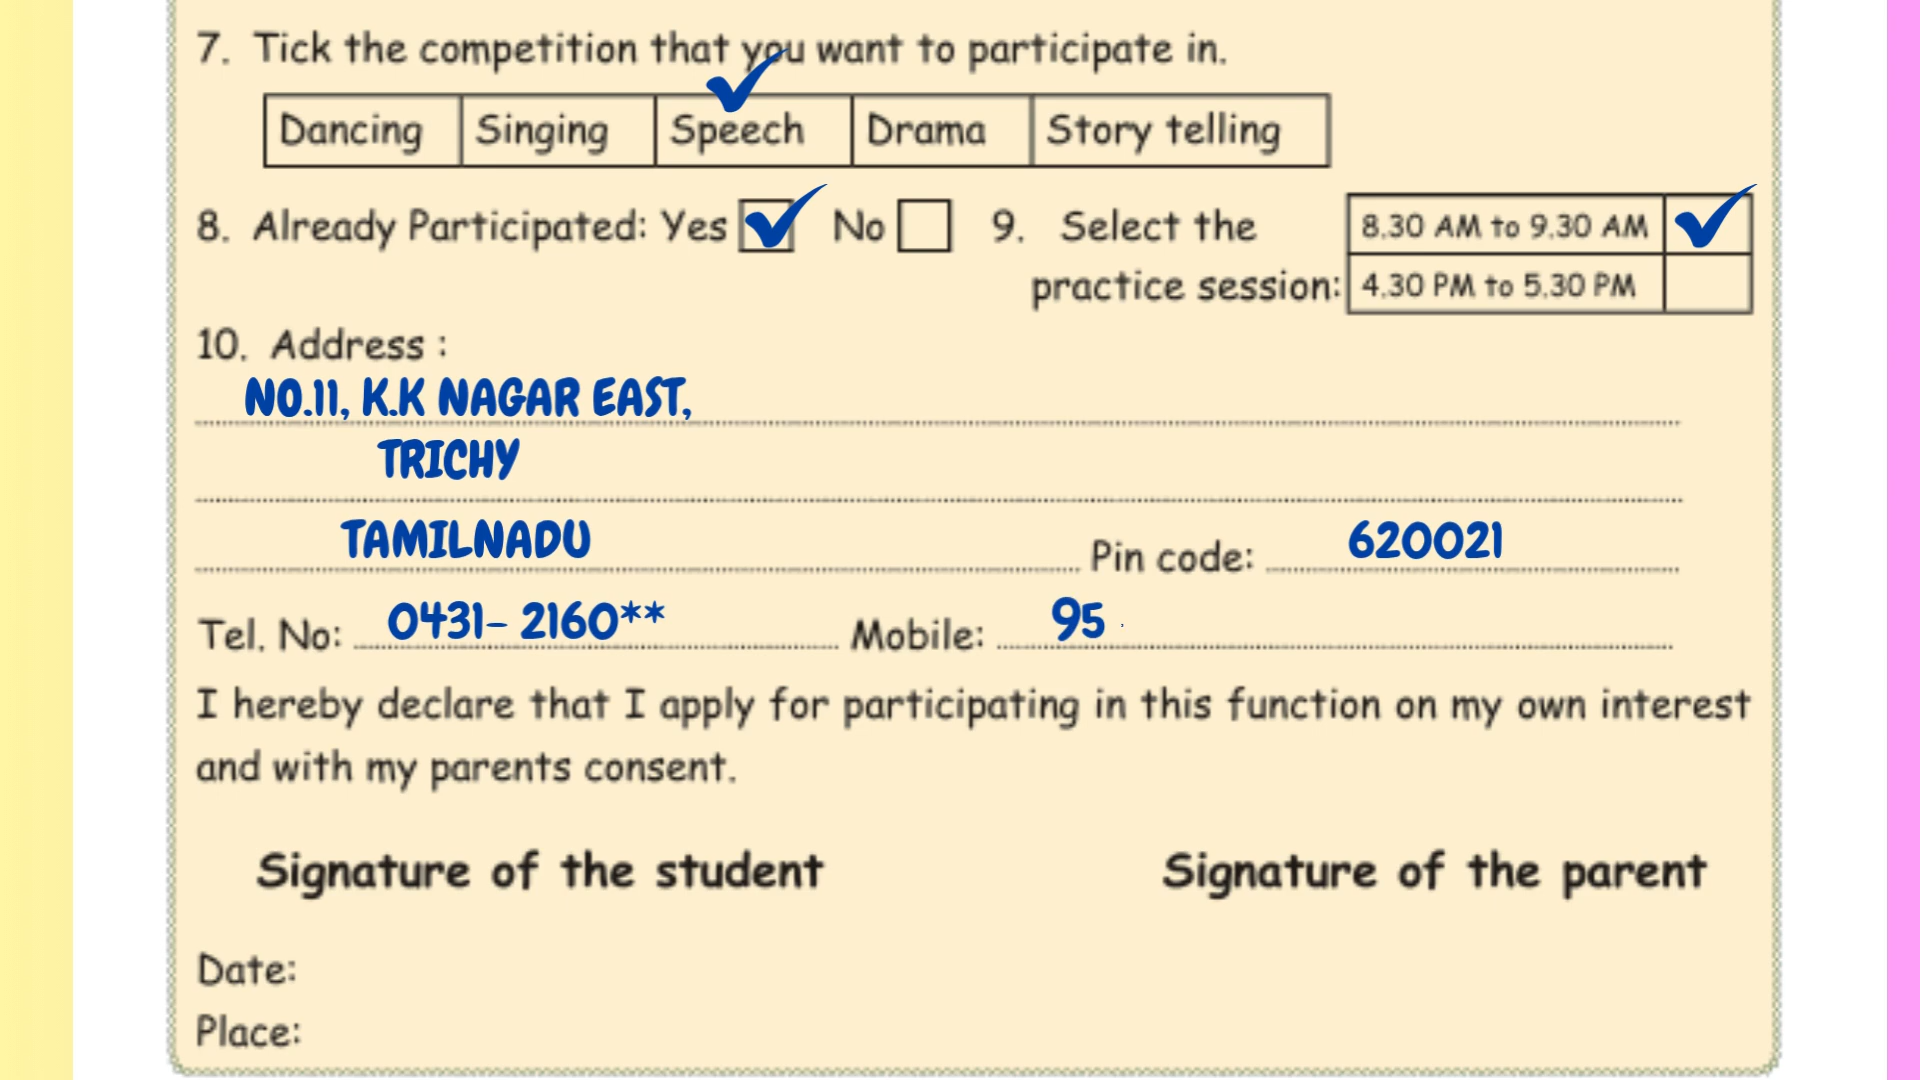 7. Tick the competition that you want to participate in.
Dancing Singing Speech Drama Story telling
8. Already Participated: Yes No
9. Select the practice session:
8.30 AM to 9.30 AM
4.30 PM to 5.30 PM
10. Address :
NO.11, K.K NAGAR EAST,
TRICHY
TAMILNADU Pin code: 620021
Tel. No: 0431- 2160** Mobile: 95
I hereby declare that I apply for participating in this function on my own interest
and with my parents consent.
Signature of the student Signature of the parent
Date:
Place: